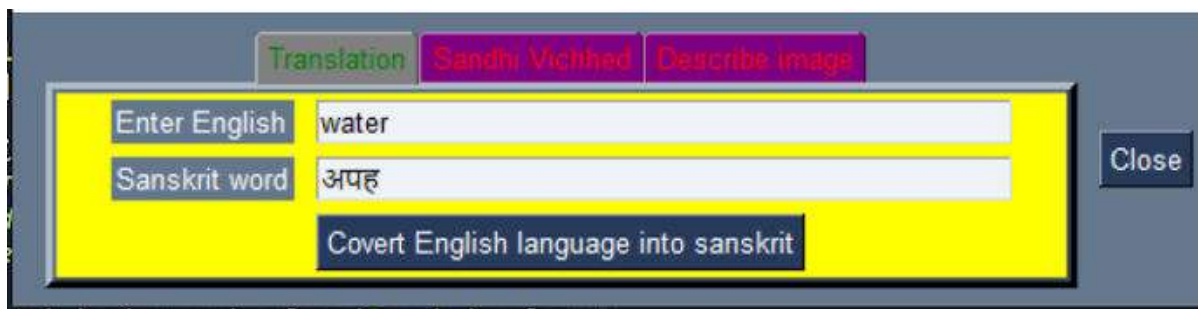 Translation Sandhi Vichhed Describe image
Enter English water
Sanskrit word अपह
Covert English language into sanskrit
Close